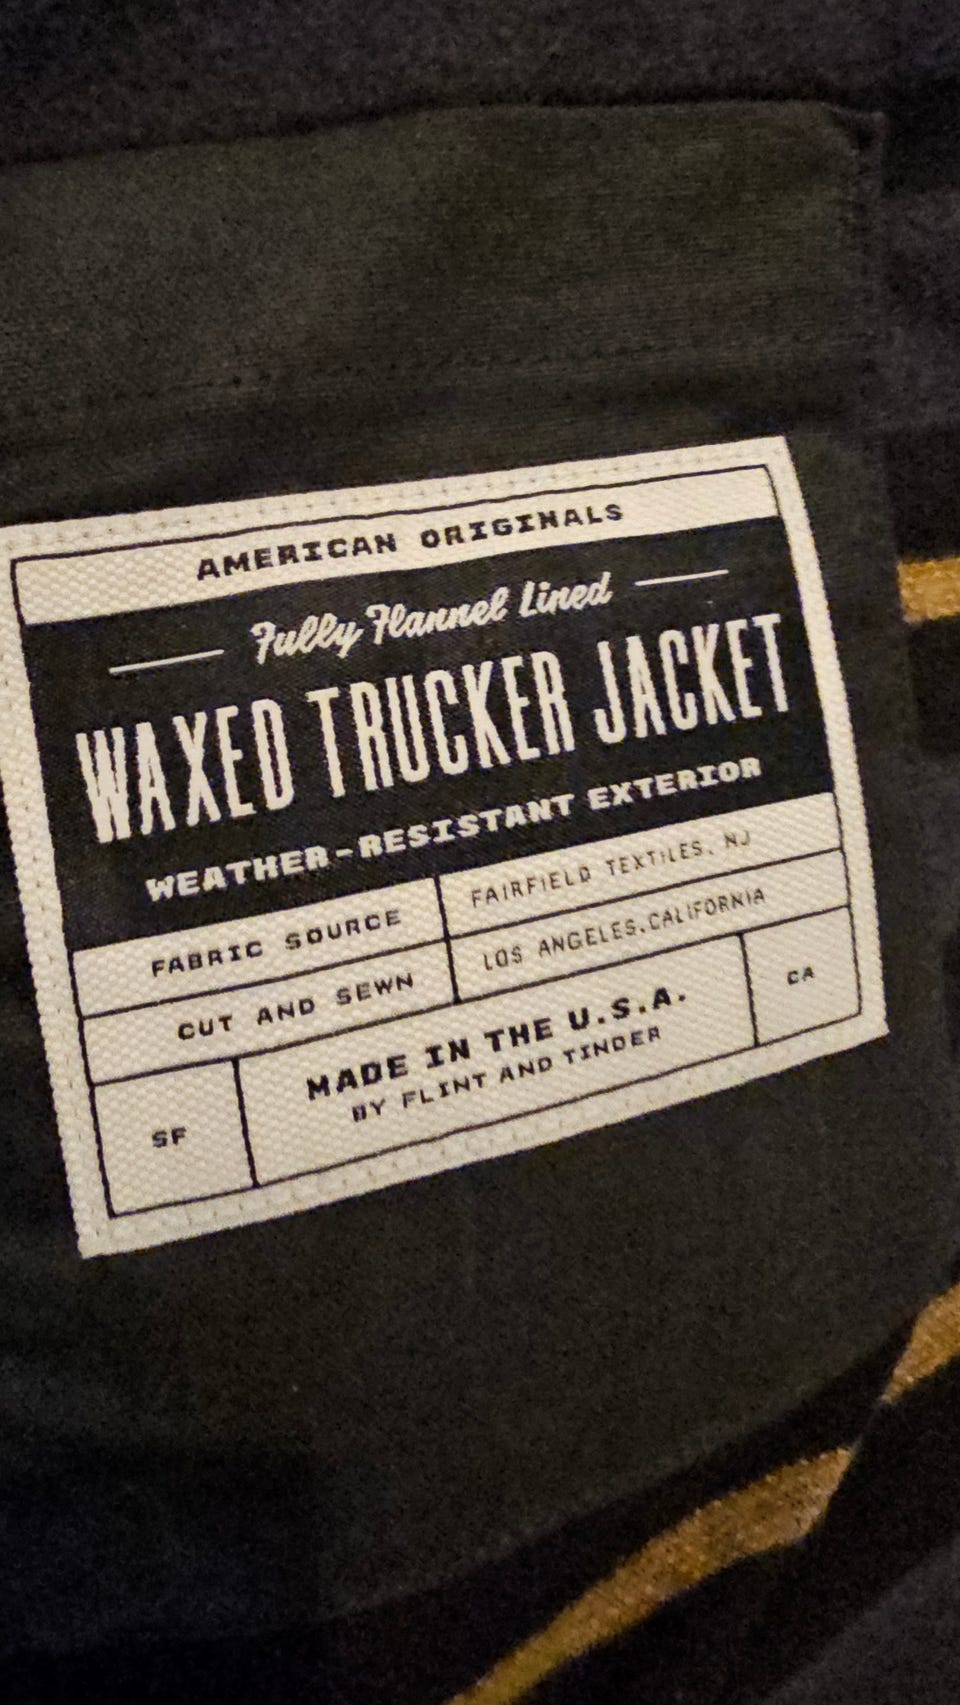 AMERICAN ORIGINALS
Fully Flannel Lined
WAXED TRUCKER JACKET
WEATHER-RESISTANT EXTERIOR
FABRIC SOURCE FAIRFIELD TEXTILES, NJ
CUT AND SEWN LOS ANGELES, CALIFORNIA
SF
MADE IN THE U.S.A.
BY FLINT AND TINDER
CA